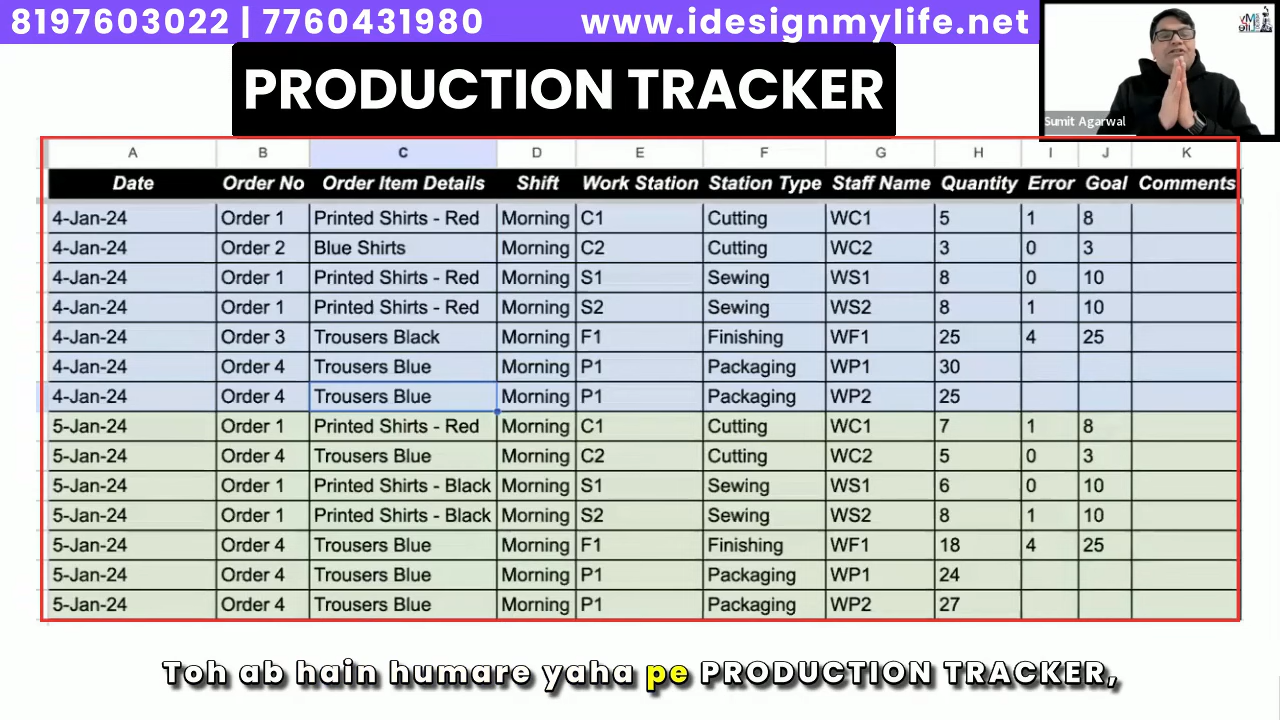 8197603022 | 7760431980 www.idesignmylife.net
PRODUCTION TRACKER
Sumit Agarwal
A B C D E F G H I J K
Date Order No Order Item Details Shift Work Station Station Type Staff Name Quantity Error Goal Comments
4-Jan-24 Order 1 Printed Shirts - Red Morning C1 Cutting WC1 5 1 8
4-Jan-24 Order 2 Blue Shirts Morning C2 Cutting WC2 3 0 3
4-Jan-24 Order 1 Printed Shirts - Red Morning S1 Sewing WS1 8 0 10
4-Jan-24 Order 1 Printed Shirts - Red Morning S2 Sewing WS2 8 1 10
4-Jan-24 Order 3 Trousers Black Morning F1 Finishing WF1 25 4 25
4-Jan-24 Order 4 Trousers Blue Morning P1 Packaging WP1 30
4-Jan-24 Order 4 Trousers Blue Morning P1 Packaging WP2 25
5-Jan-24 Order 1 Printed Shirts - Red Morning C1 Cutting WC1 7 1 8
5-Jan-24 Order 4 Trousers Blue Morning C2 Cutting WC2 5 0 3
5-Jan-24 Order 1 Printed Shirts - Black Morning S1 Sewing WS1 6 0 10
5-Jan-24 Order 1 Printed Shirts - Black Morning S2 Sewing WS2 8 1 10
5-Jan-24 Order 4 Trousers Blue Morning F1 Finishing WF1 18 4 25
5-Jan-24 Order 4 Trousers Blue Morning P1 Packaging WP1 24
5-Jan-24 Order 4 Trousers Blue Morning P1 Packaging WP2 27
Toh ab hain humare yaha pe PRODUCTION TRACKER,